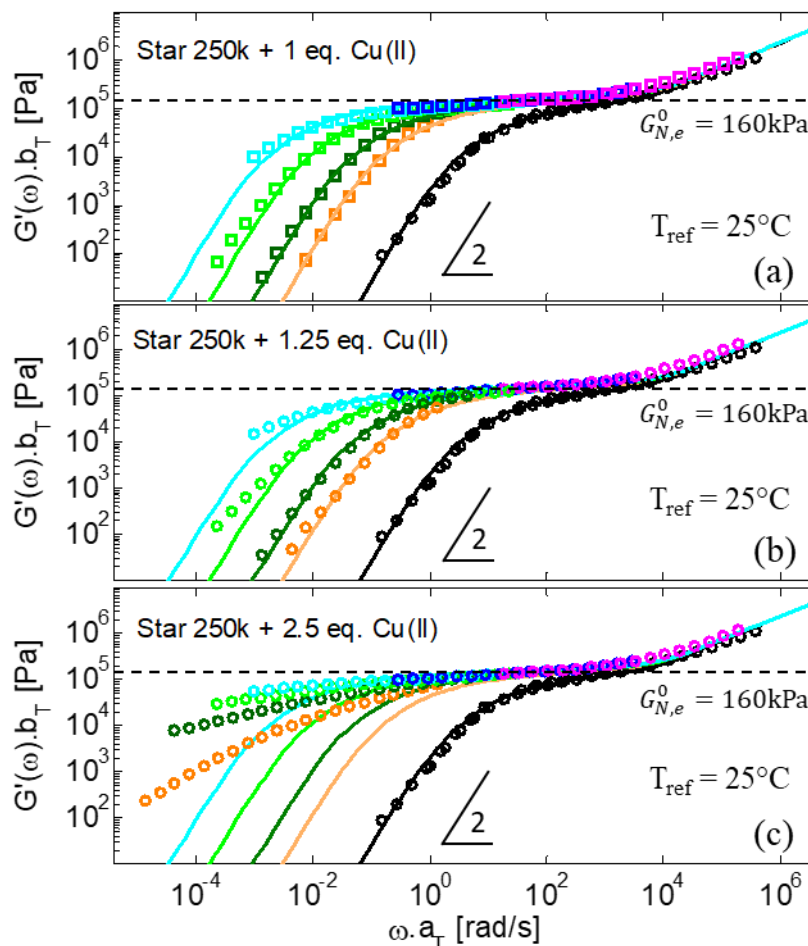 Star 250k + 1 eq. Cu(II)
G'(ω).b_T [Pa]
10^6
10^5
10^4
10^3
10^2
G^0_{N,e} = 160kPa
2
T_ref = 25°C
(a)
Star 250k + 1.25 eq. Cu(II)
G'(ω).b_T [Pa]
10^6
10^5
10^4
10^3
10^2
G^0_{N,e} = 160kPa
2
T_ref = 25°C
(b)
Star 250k + 2.5 eq. Cu(II)
G'(ω).b_T [Pa]
10^6
10^5
10^4
10^3
10^2
G^0_{N,e} = 160kPa
2
T_ref = 25°C
(c)
10^-4 10^-2 10^0 10^2 10^4 10^6
ω.a_T [rad/s]